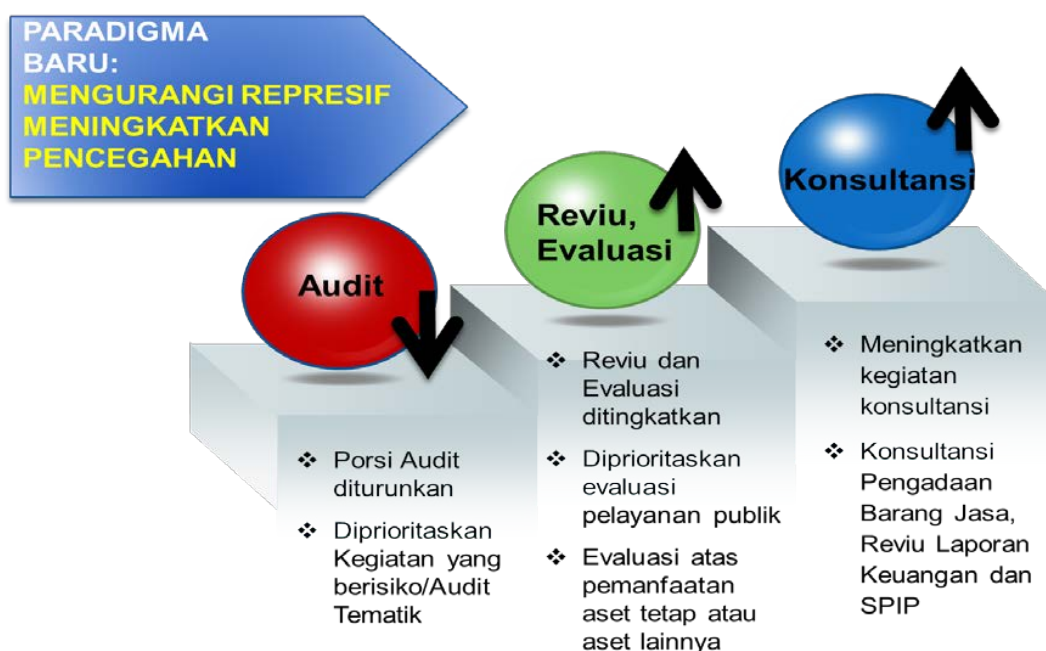 PARADIGMA
BARU:
MENGURANGI REPRESIF
MENINGKATKAN
PENCEGAHAN
Audit
❖ Porsi Audit
diturunkan
❖ Diprioritaskan
Kegiatan yang
berisiko/Audit
Tematik
Reviu,
Evaluasi
❖ Reviu dan
Evaluasi
ditingkatkan
❖ Diprioritaskan
evaluasi
pelayanan publik
❖ Evaluasi atas
pemanfaatan
aset tetap atau
aset lainnya
Konsultansi
❖ Meningkatkan
kegiatan
konsultansi
❖ Konsultansi
Pengadaan
Barang Jasa,
Reviu Laporan
Keuangan dan
SPIP